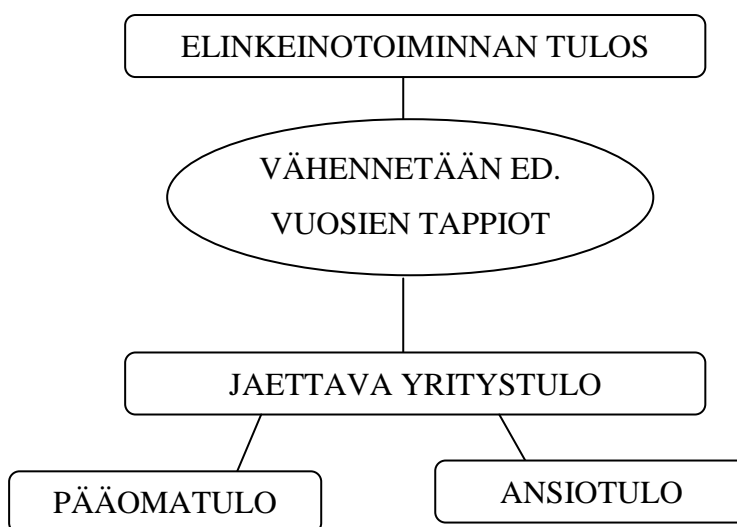 ELINKEINOTOIMINNAN TULOS
VÄHENNETÄÄN ED.
VUOSIEN TAPPIOT
JAETTAVA YRITYSTULO
PÄÄOMATULO
ANSIOTULO